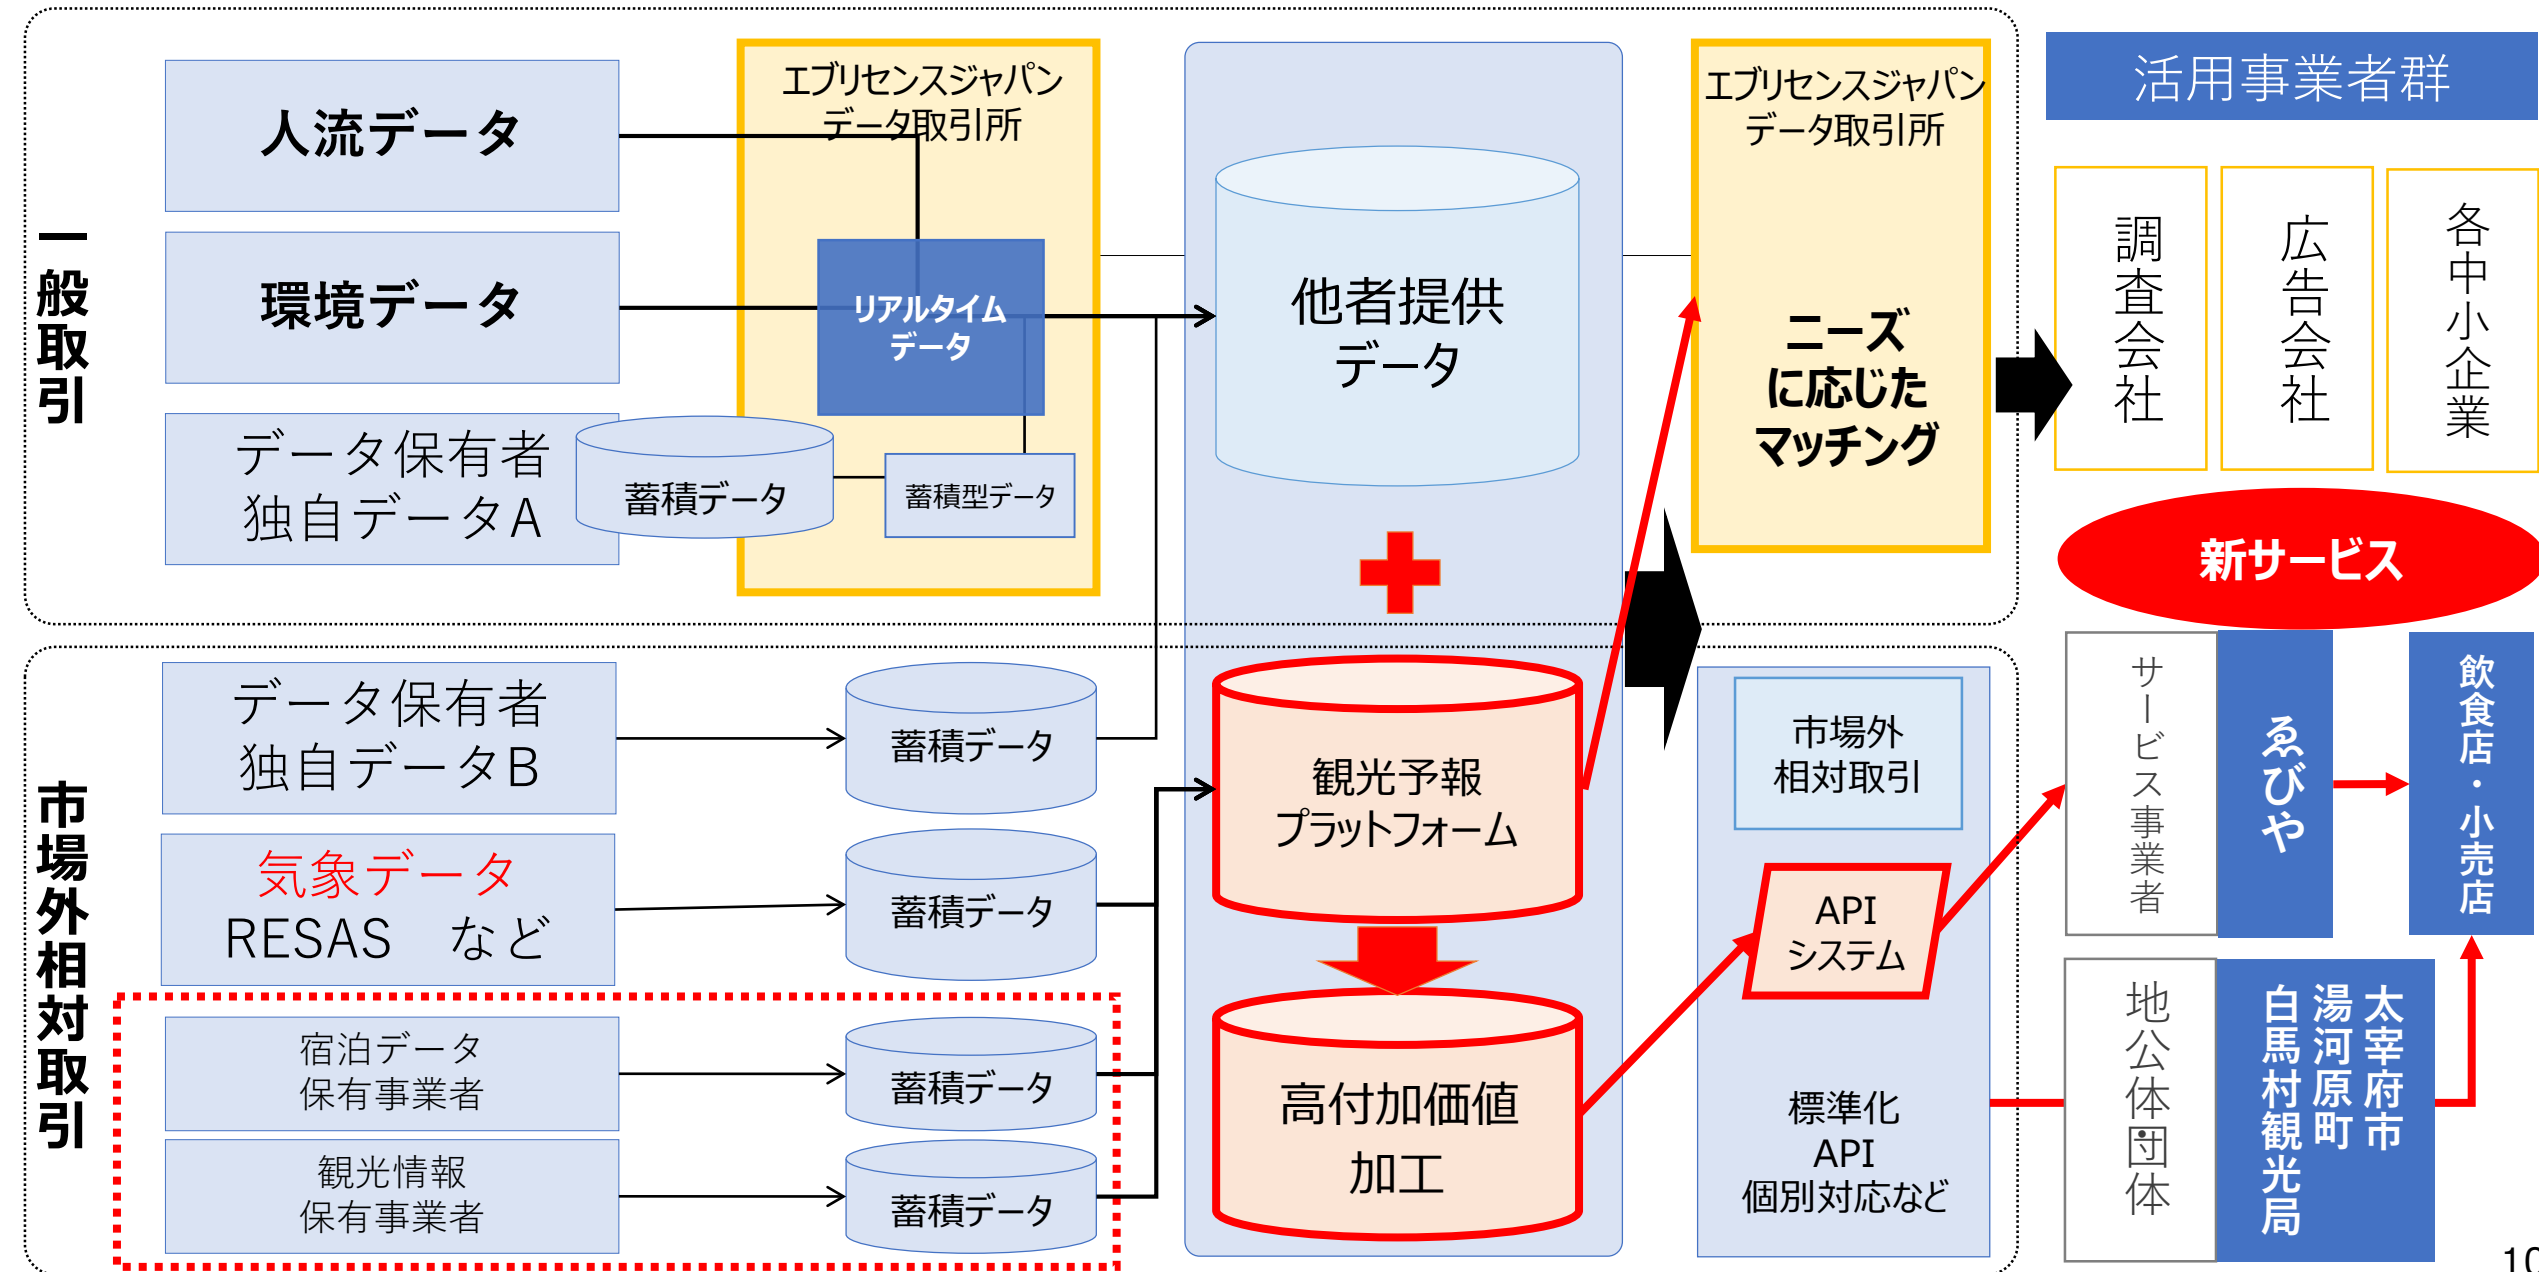 一般取引
人流データ
環境データ
データ保有者
独自データA
エブリセンスジャパン
データ取引所
リアルタイム
データ
蓄積データ
蓄積型データ
他者提供
データ
エブリセンスジャパン
データ取引所
ニーズ
に応じた
マッチング
活用事業者群
調査会社
広告会社
各中小企業
新サービス
市場外相対取引
データ保有者
独自データB
蓄積データ
気象データ
RESAS　など
蓄積データ
宿泊データ
保有事業者
蓄積データ
観光情報
保有事業者
蓄積データ
観光予報
プラットフォーム
高付加価値
加工
市場外
相対取引
API
システム
標準化
API
個別対応など
サービス事業者
ゑびや
飲食店・小売店
地公体団体
太宰府市
湯河原町
白馬村観光局
10